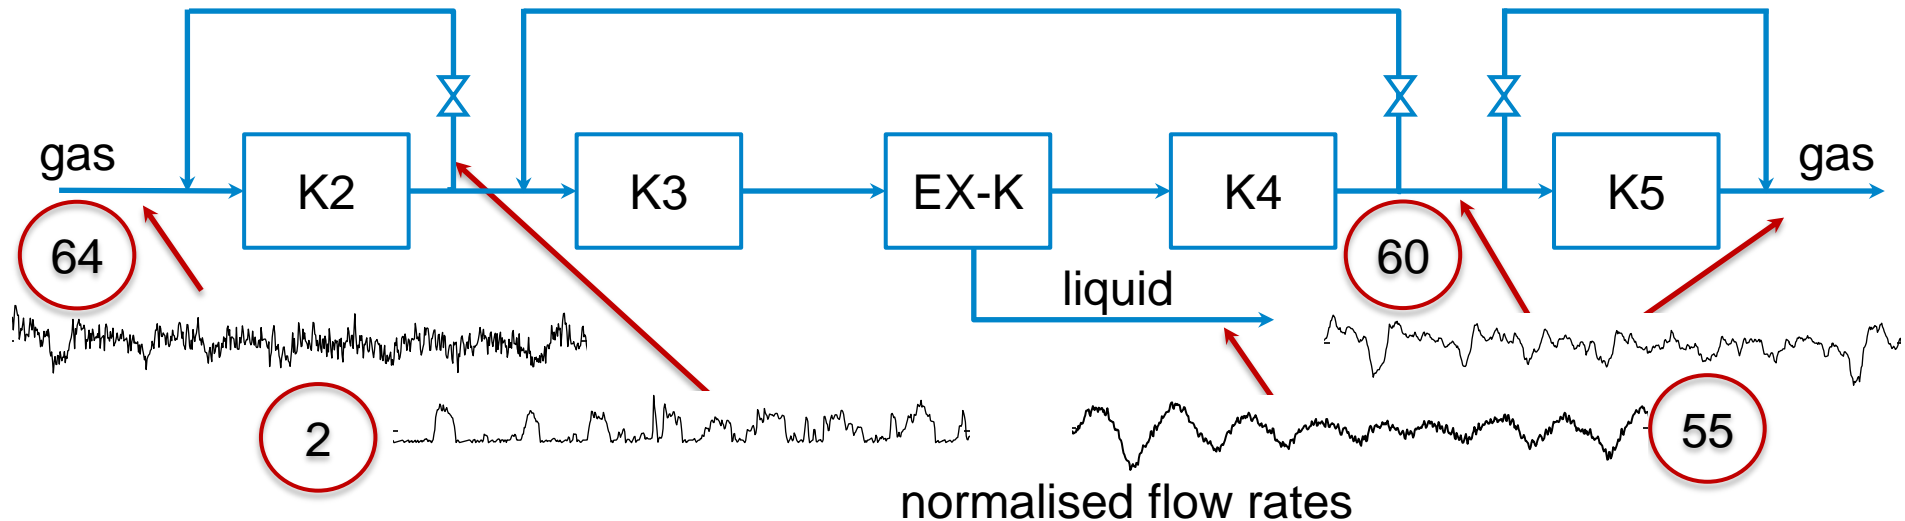 gas
K2
K3
EX-K
K4
K5
gas
64
60
liquid
2
55
normalised flow rates